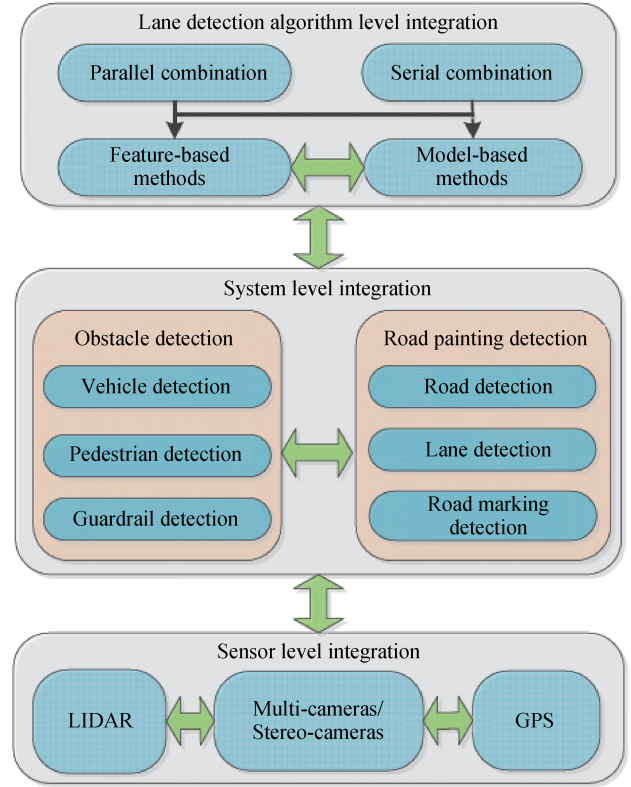 Lane detection algorithm level integration
Parallel combination
Serial combination
Feature-based
methods
Model-based
methods
System level integration
Obstacle detection
Vehicle detection
Pedestrian detection
Guardrail detection
Road painting detection
Road detection
Lane detection
Road marking
detection
Sensor level integration
LIDAR
Multi-cameras/
Stereo-cameras
GPS